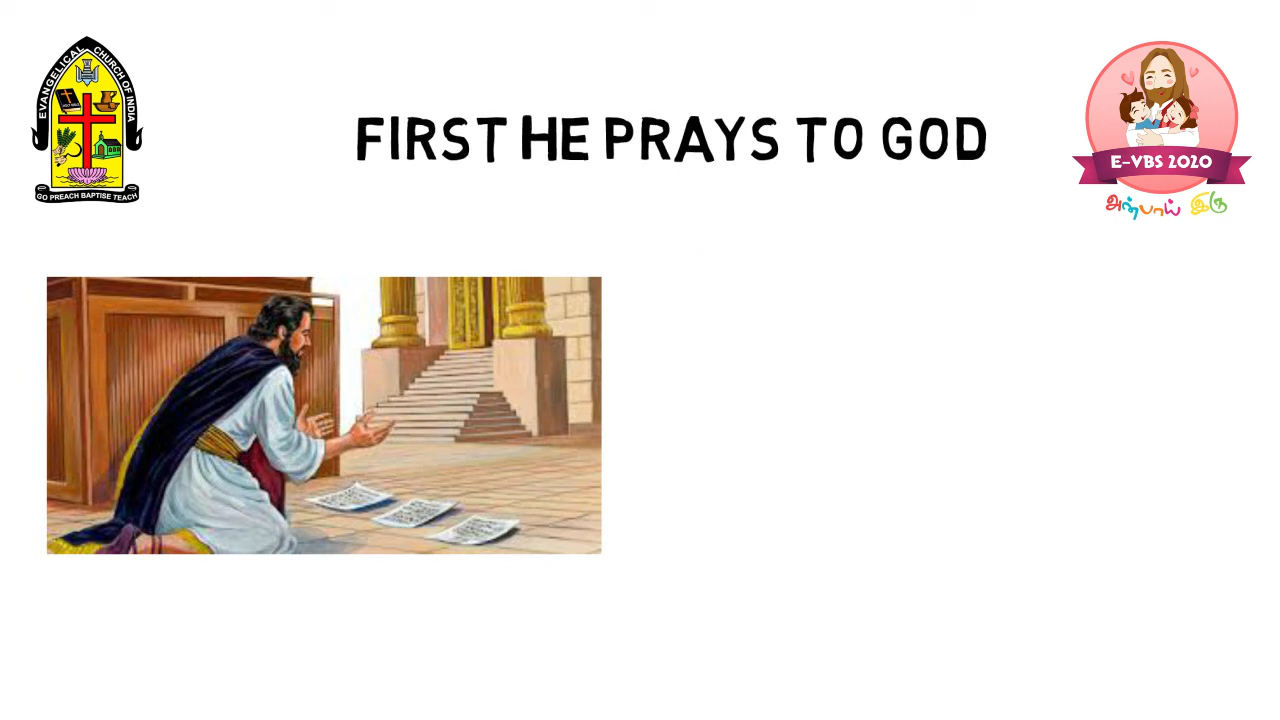 EVANGELICAL CHURCH OF INDIA
HOLY BIBLE
GO PREACH BAPTISE TEACH
FIRST HE PRAYS TO GOD
E-VBS 2020
அன்பாய் இரு